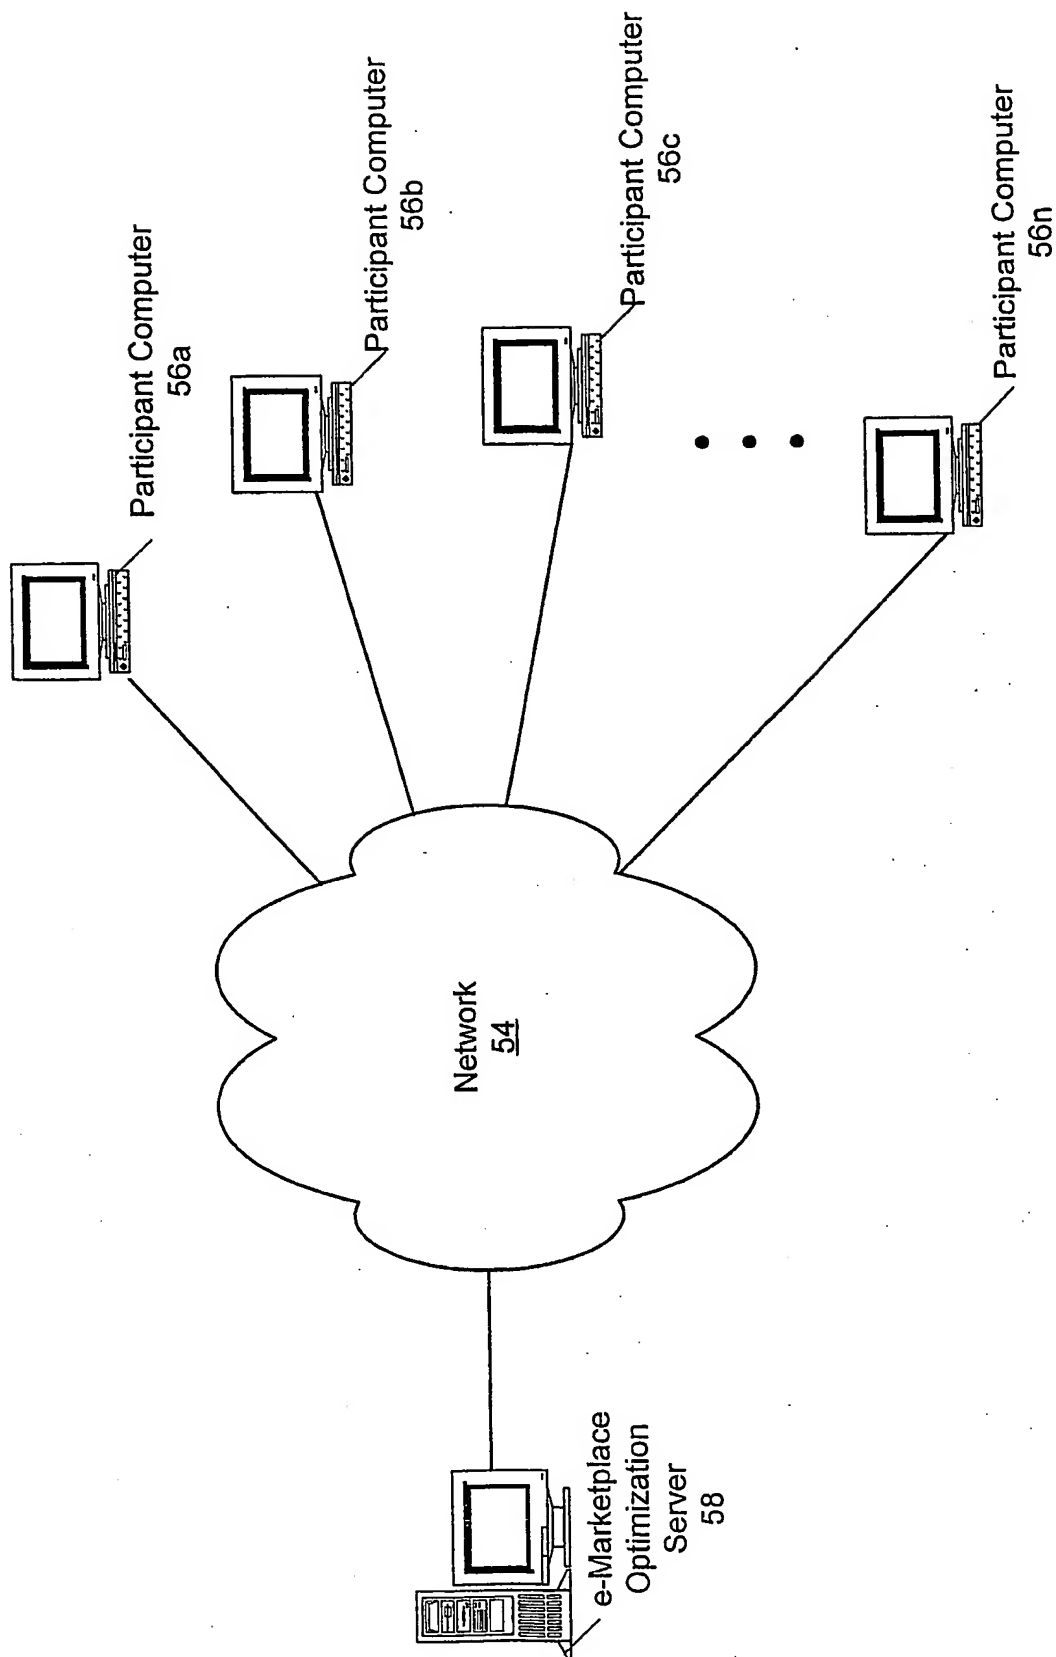 Participant Computer
56a
Participant Computer
56b
Participant Computer
56c
Participant Computer
56n
Network
54
e-Marketplace
Optimization
Server
58